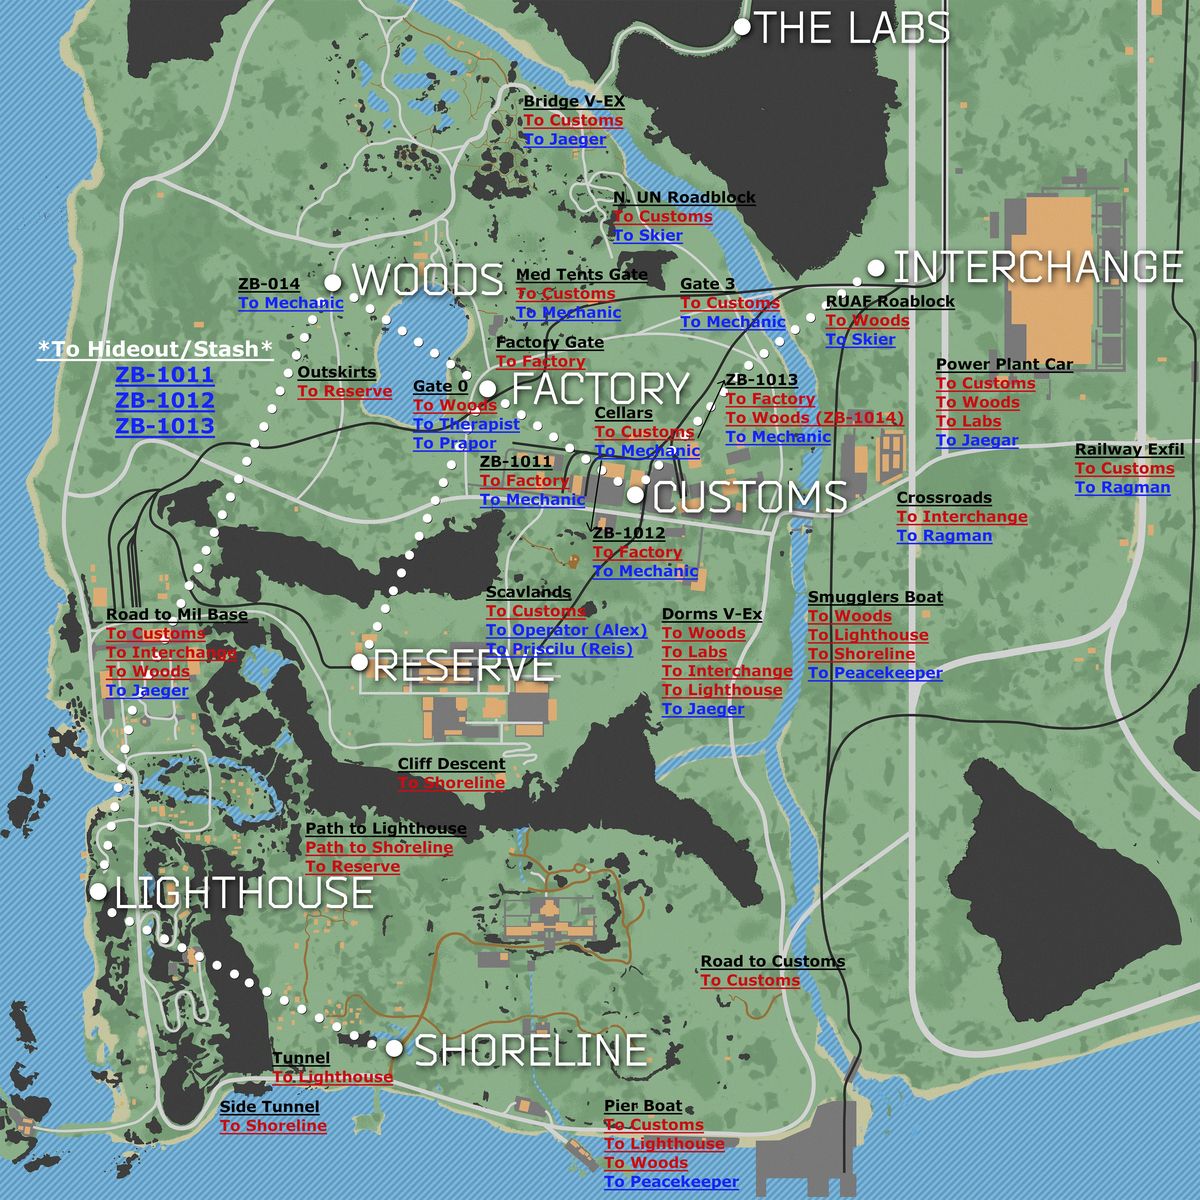 THE LABS
Bridge V-EX
To Customs
To Jaeger
N. UN Roadblock
To Customs
To Skier
INTERCHANGE
WOODS
ZB-014
To Mechanic
Med Tents Gate
To Customs
To Mechanic
Gate 3
To Customs
To Mechanic
RUAF Roablock
To Woods
To Skier
*To Hideout/Stash*
ZB-1011
ZB-1012
ZB-1013
Factory Gate
To Factory
Outskirts
To Reserve
FACTORY
Gate 0
To Woods
To Therapist
To Prapor
Cellars
To Customs
To Mechanic
ZB-1013
To Factory
To Woods (ZB-1014)
To Mechanic
Power Plant Car
To Customs
To Woods
To Labs
To Jaegar
Railway Exfil
To Customs
To Ragman
ZB-1011
To Factory
To Mechanic
CUSTOMS
Crossroads
To Interchange
To Ragman
ZB-1012
To Factory
To Mechanic
Scavlands
To Customs
To Operator (Alex)
To Priscilu (Reis)
Road to Mil Base
To Customs
To Interchange
To Woods
To Jaeger
RESERVE
Dorms V-Ex
To Woods
To Labs
To Interchange
To Lighthouse
To Jaeger
Smugglers Boat
To Woods
To Lighthouse
To Shoreline
To Peacekeeper
Cliff Descent
To Shoreline
Path to Lighthouse
Path to Shoreline
To Reserve
LIGHTHOUSE
Road to Customs
To Customs
SHORELINE
Tunnel
To Lighthouse
Side Tunnel
To Shoreline
Pier Boat
To Customs
To Lighthouse
To Woods
To Peacekeeper